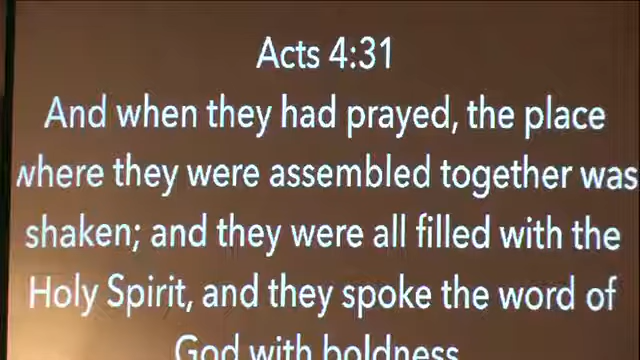 Acts 4:31
And when they had prayed, the place
where they were assembled together was
shaken; and they were all filled with the
Holy Spirit, and they spoke the word of
God with boldness